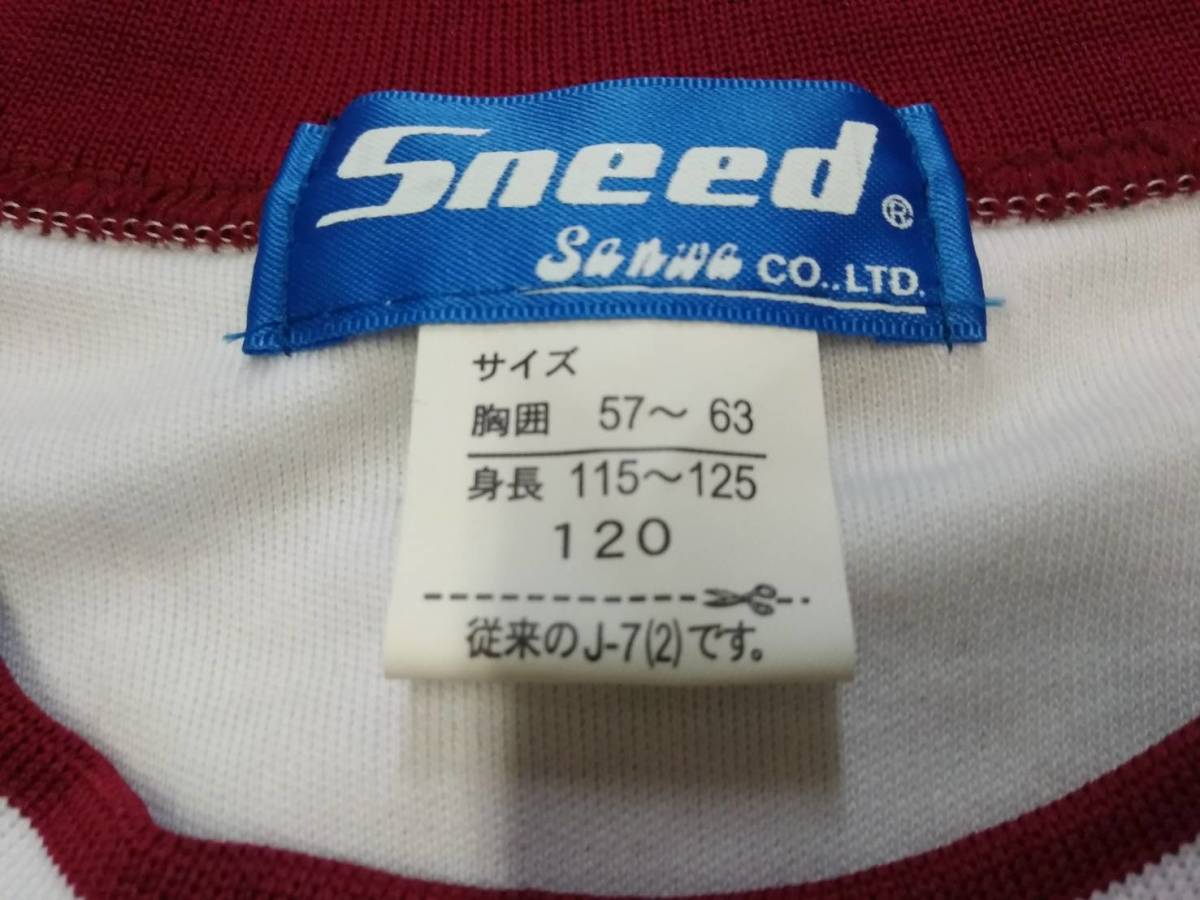 Sneed ®
Sanwa CO.,LTD.
サイズ
胸囲 57～63
身長 115～125
120
従来のJ-7(2)です。